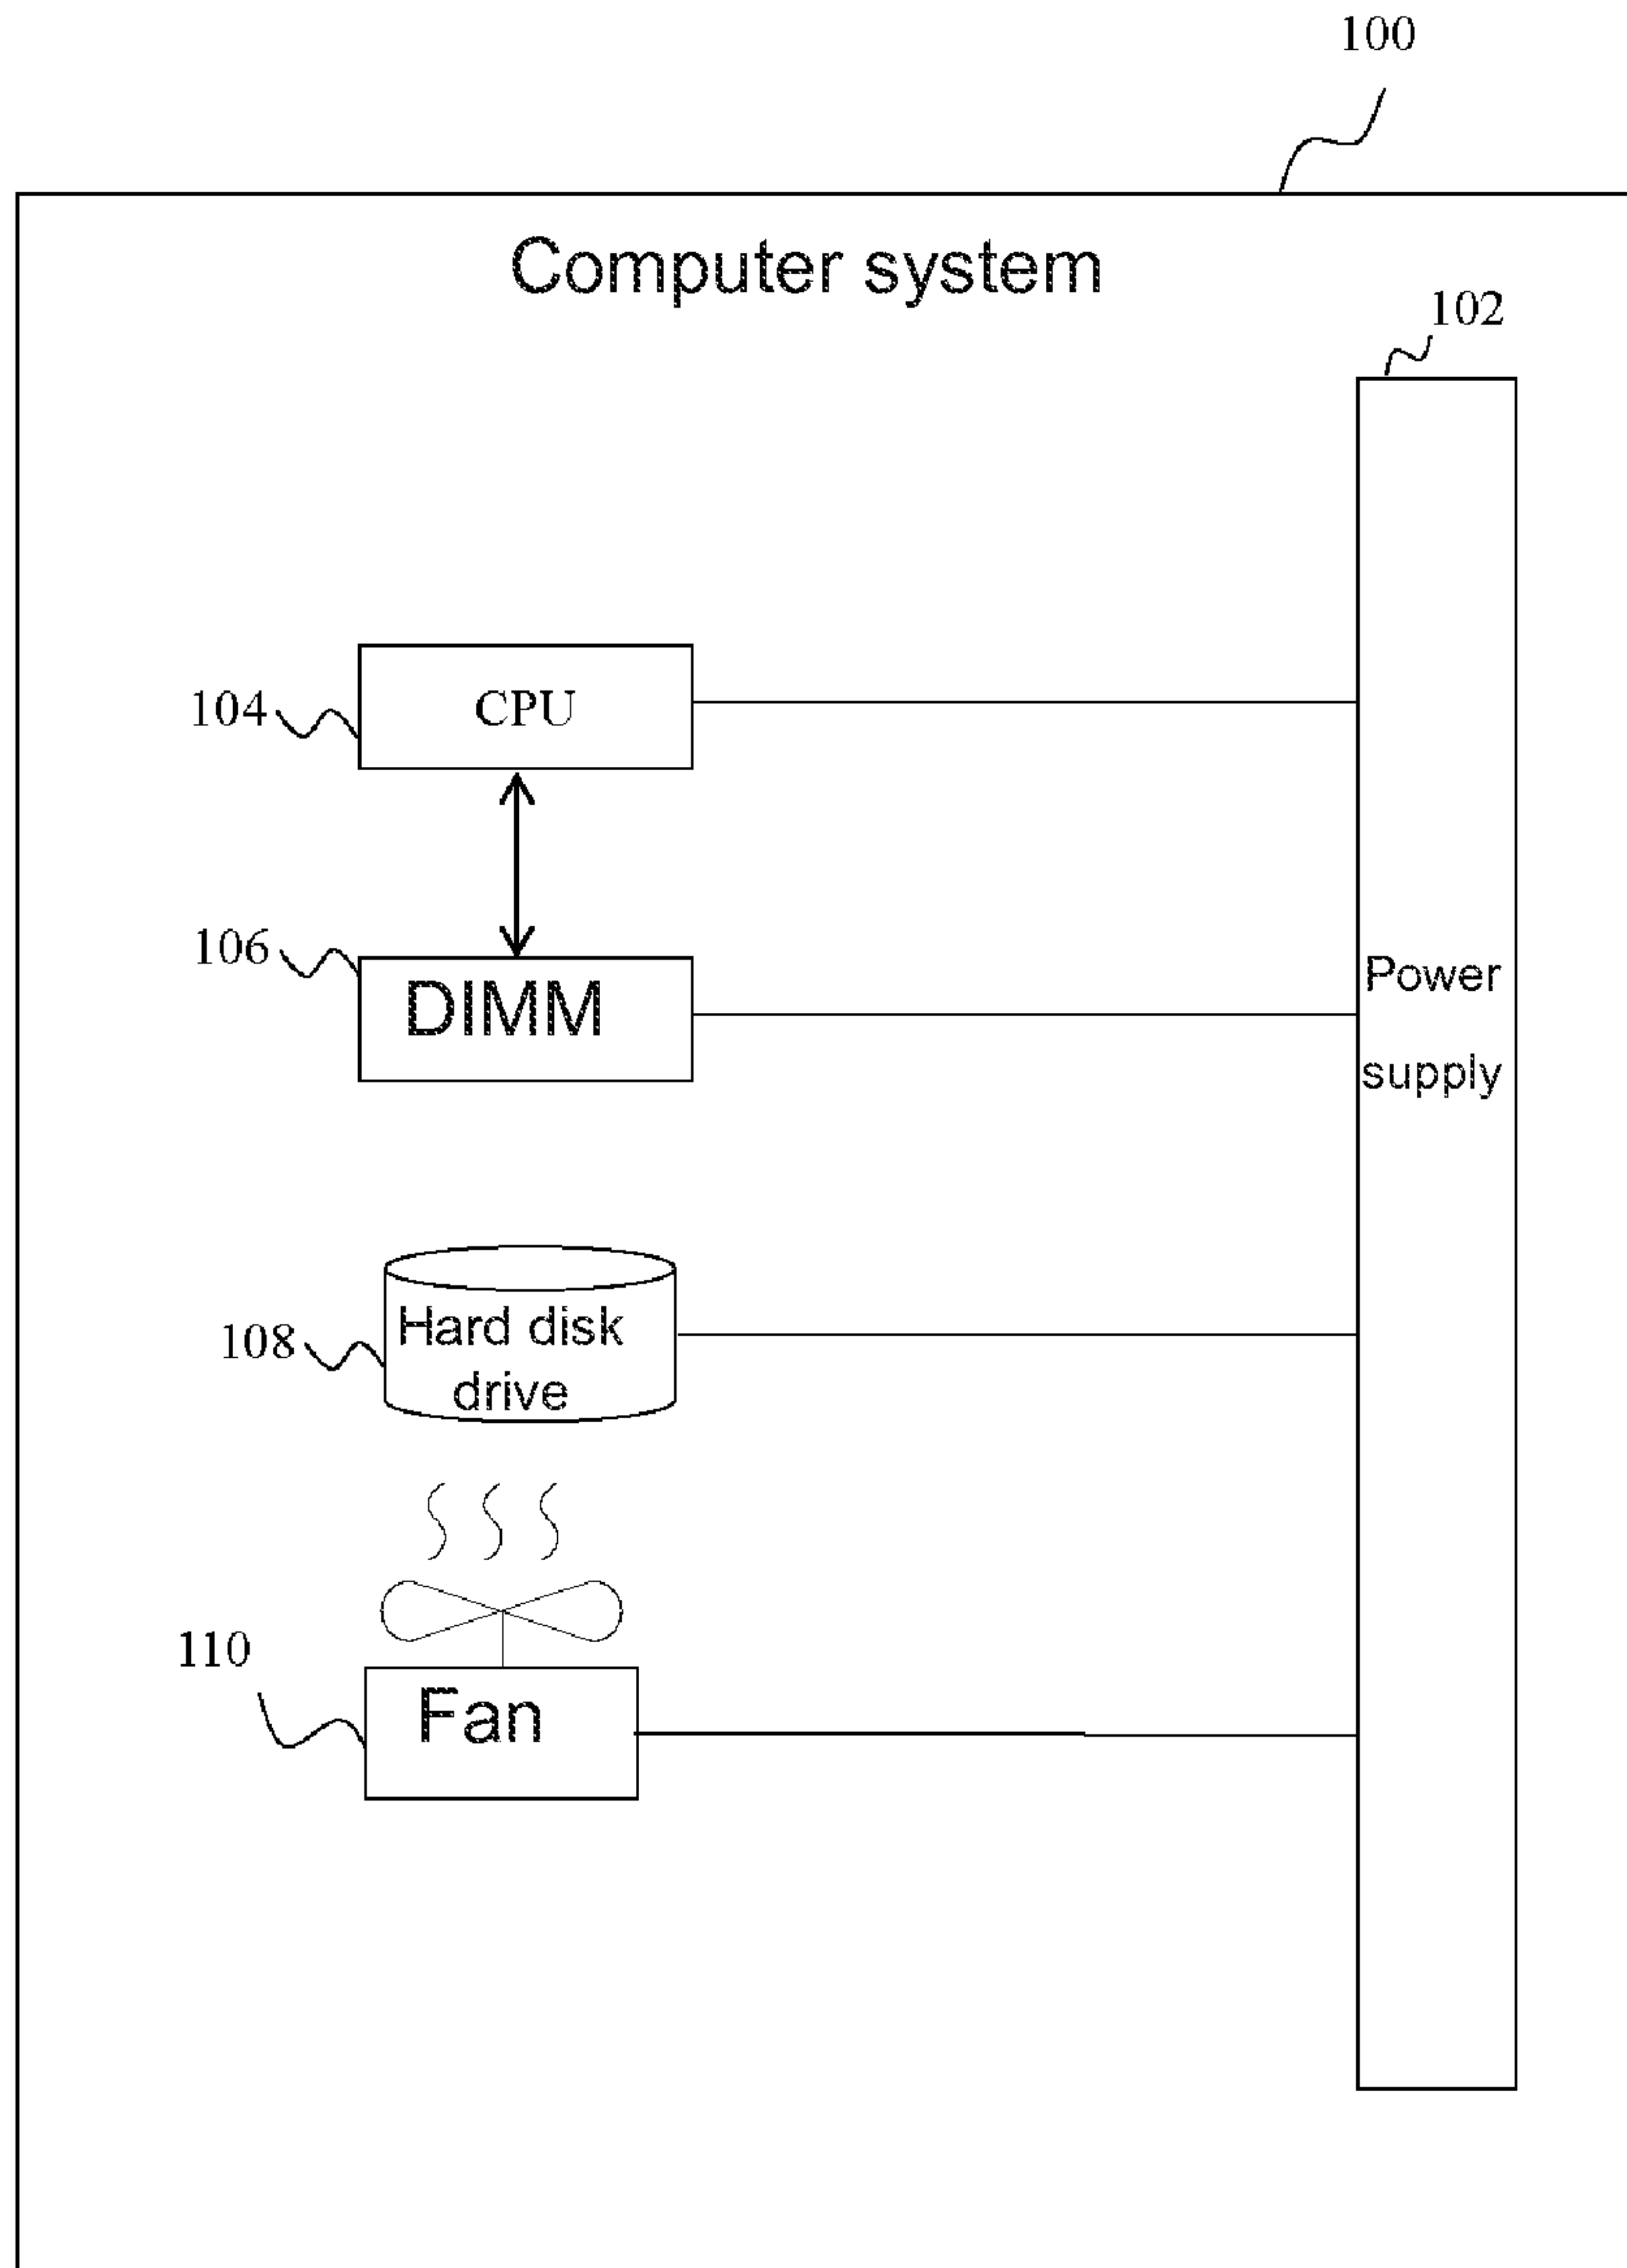 100
Computer system
102
104
CPU
106
DIMM
Power
supply
108
Hard disk
drive
110
Fan